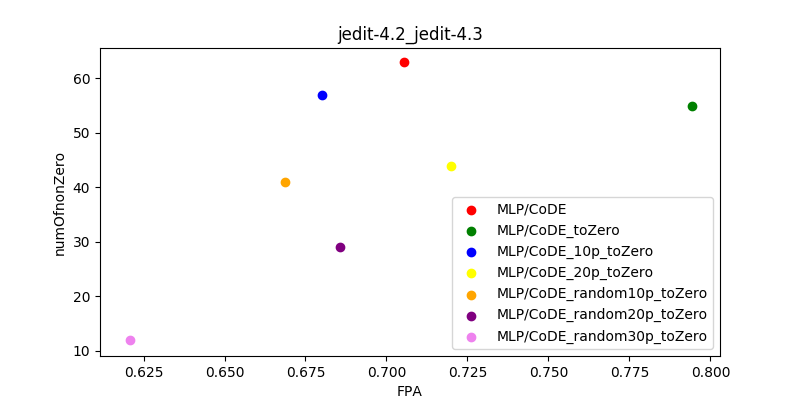 jedit-4.2_jedit-4.3
60
50
40
30
20
10
numOfnonZero
0.625
0.650
0.675
0.700
0.725
0.750
0.775
0.800
FPA
MLP/CoDE
MLP/CoDE_toZero
MLP/CoDE_10p_toZero
MLP/CoDE_20p_toZero
MLP/CoDE_random10p_toZero
MLP/CoDE_random20p_toZero
MLP/CoDE_random30p_toZero